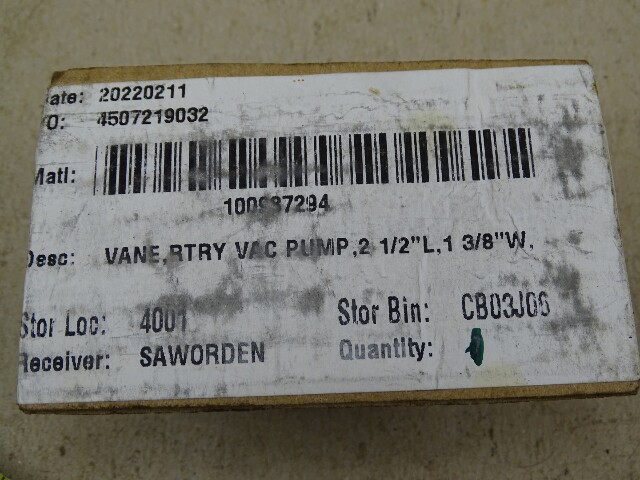 ate: 20220211
O: 4507219032
Matl:
100987294
Desc: VANE,RTRY VAC PUMP,2 1/2"L,1 3/8"W,
Stor Loc: 4001 Stor Bin: CB03J06
Receiver: SAWORDEN Quantity: